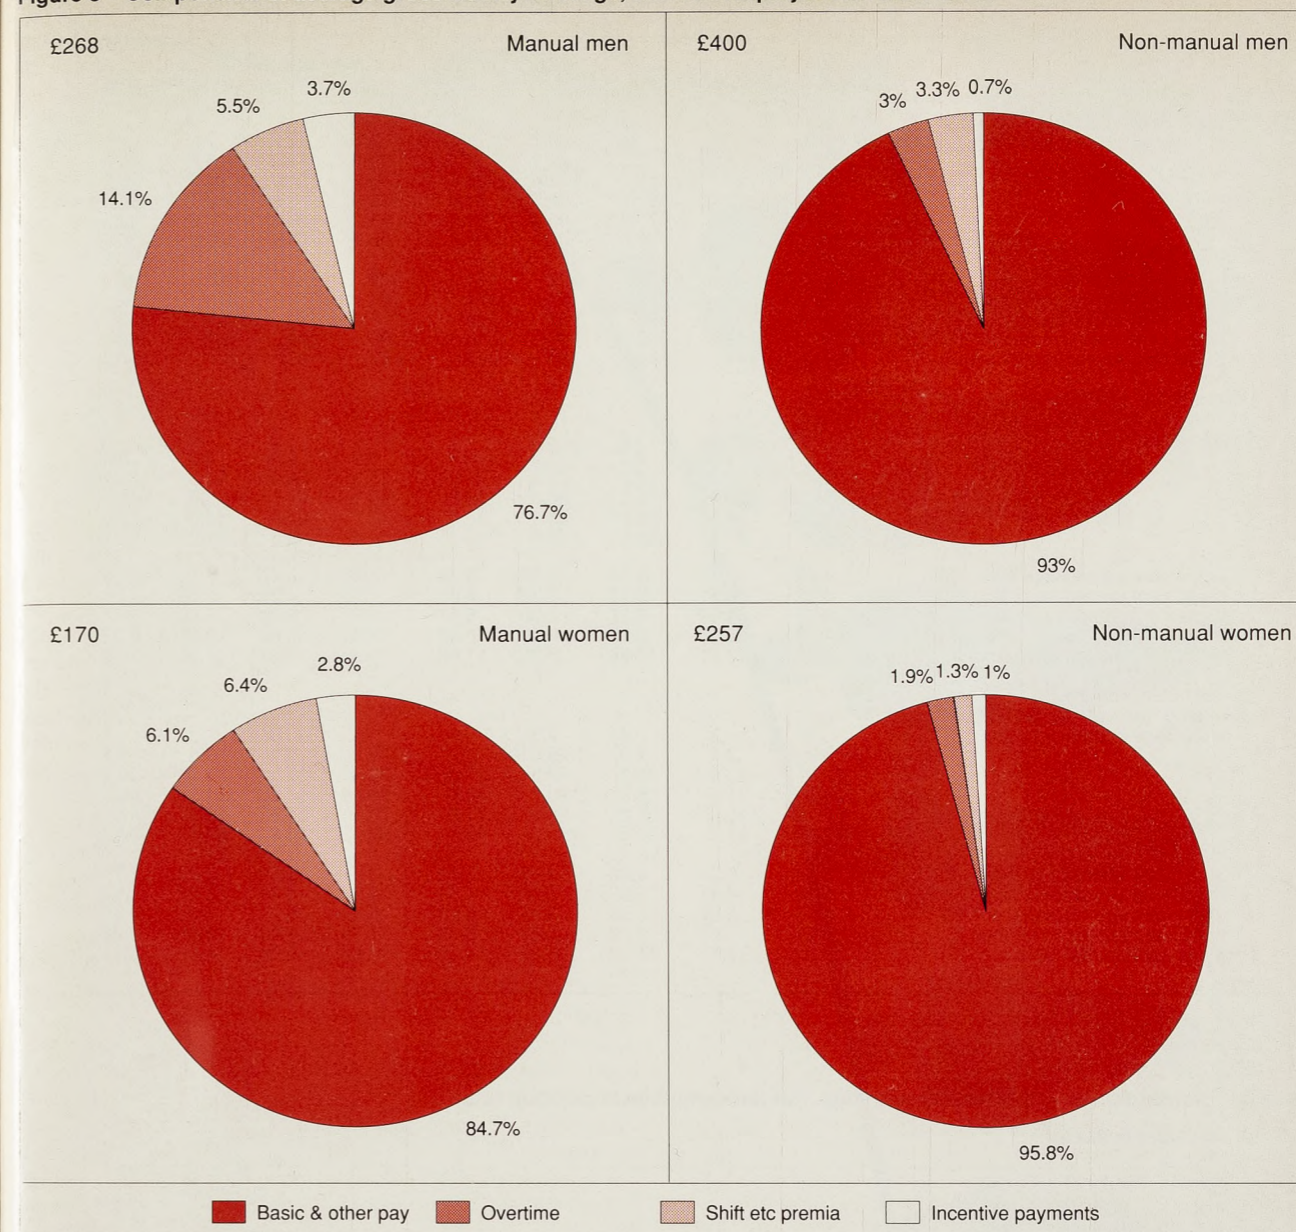 £268 Manual men
3.7%
5.5%
14.1%
76.7%
£400 Non-manual men
3% 3.3% 0.7%
93%
£170 Manual women
2.8%
6.4%
6.1%
84.7%
£257 Non-manual women
1.9% 1.3% 1%
95.8%
Basic & other pay Overtime Shift etc premia Incentive payments